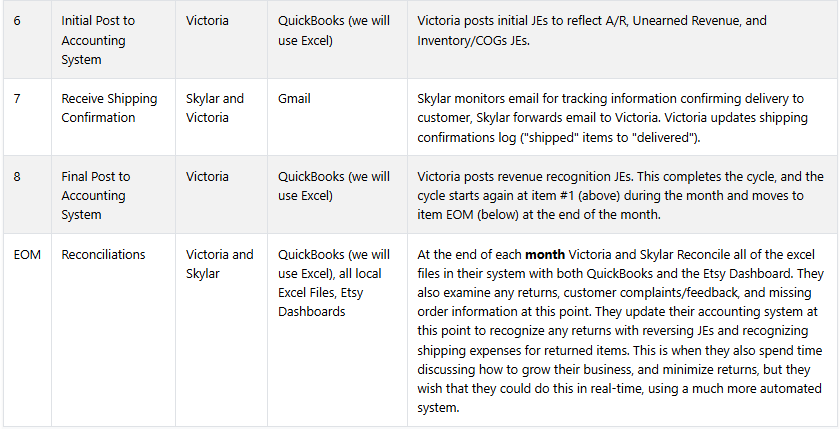 6
Initial Post to
Accounting
System
Victoria
QuickBooks (we will
use Excel)
Victoria posts initial JEs to reflect A/R, Unearned Revenue, and
Inventory/COGs JEs.
7
Receive Shipping
Confirmation
Skylar and
Victoria
Gmail
Skylar monitors email for tracking information confirming delivery to
customer, Skylar forwards email to Victoria. Victoria updates shipping
confirmations log ("shipped" items to "delivered").
8
Final Post to
Accounting
System
Victoria
QuickBooks (we will
use Excel)
Victoria posts revenue recognition JEs. This completes the cycle, and the
cycle starts again at item #1 (above) during the month and moves to
item EOM (below) at the end of the month.
EOM
Reconciliations
Victoria and
Skylar
QuickBooks (we will
use Excel), all local
Excel Files, Etsy
Dashboards
At the end of each month Victoria and Skylar Reconcile all of the excel
files in their system with both QuickBooks and the Etsy Dashboard. They
also examine any returns, customer complaints/feedback, and missing
order information at this point. They update their accounting system at
this point to recognize any returns with reversing JEs and recognizing
shipping expenses for returned items. This is when they also spend time
discussing how to grow their business, and minimize returns, but they
wish that they could do this in real-time, using a much more automated
system.